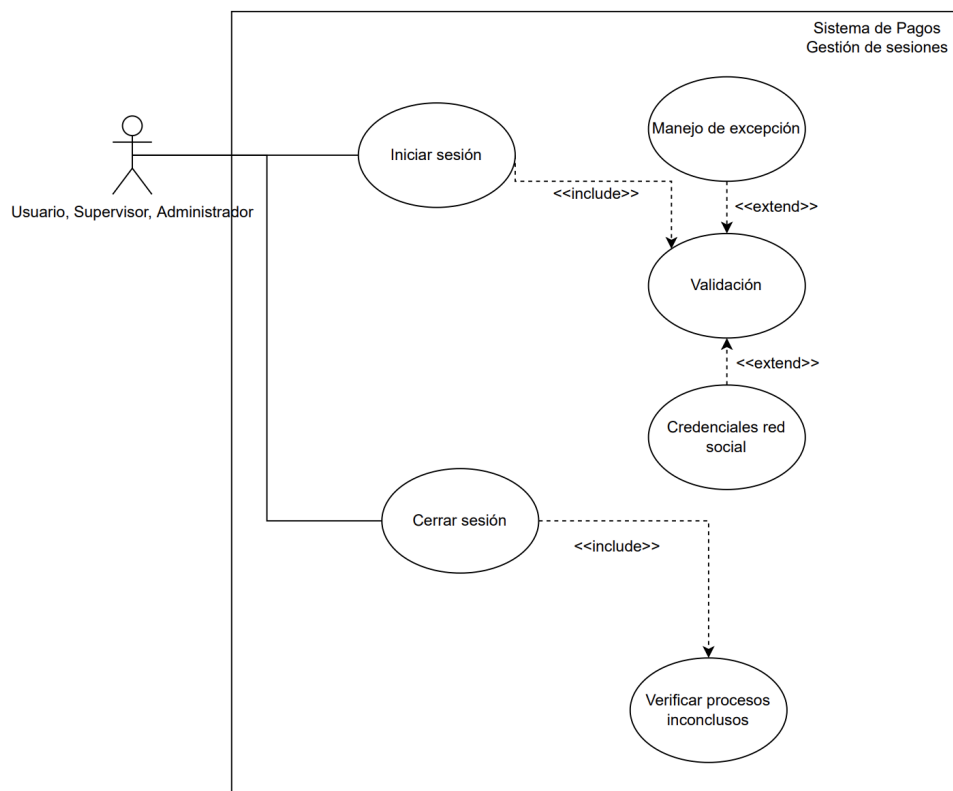 Sistema de Pagos
Gestión de sesiones
Manejo de excepción
Iniciar sesión
<<include>>
<<extend>>
Usuario, Supervisor, Administrador
Validación
<<extend>>
Credenciales red
social
Cerrar sesión
<<include>>
Verificar procesos
inconclusos